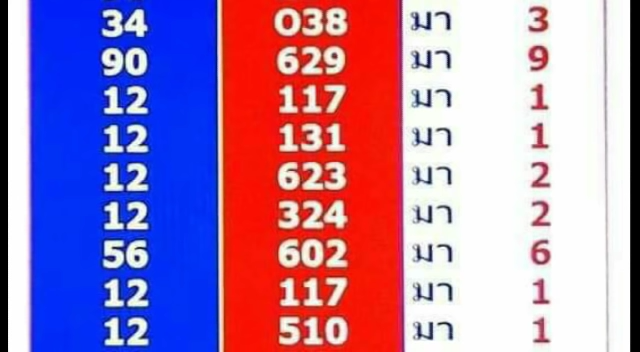 34 038 มา 3
90 629 มา 9
12 117 มา 1
12 131 มา 1
12 623 มา 2
12 324 มา 2
56 602 มา 6
12 117 มา 1
12 510 มา 1